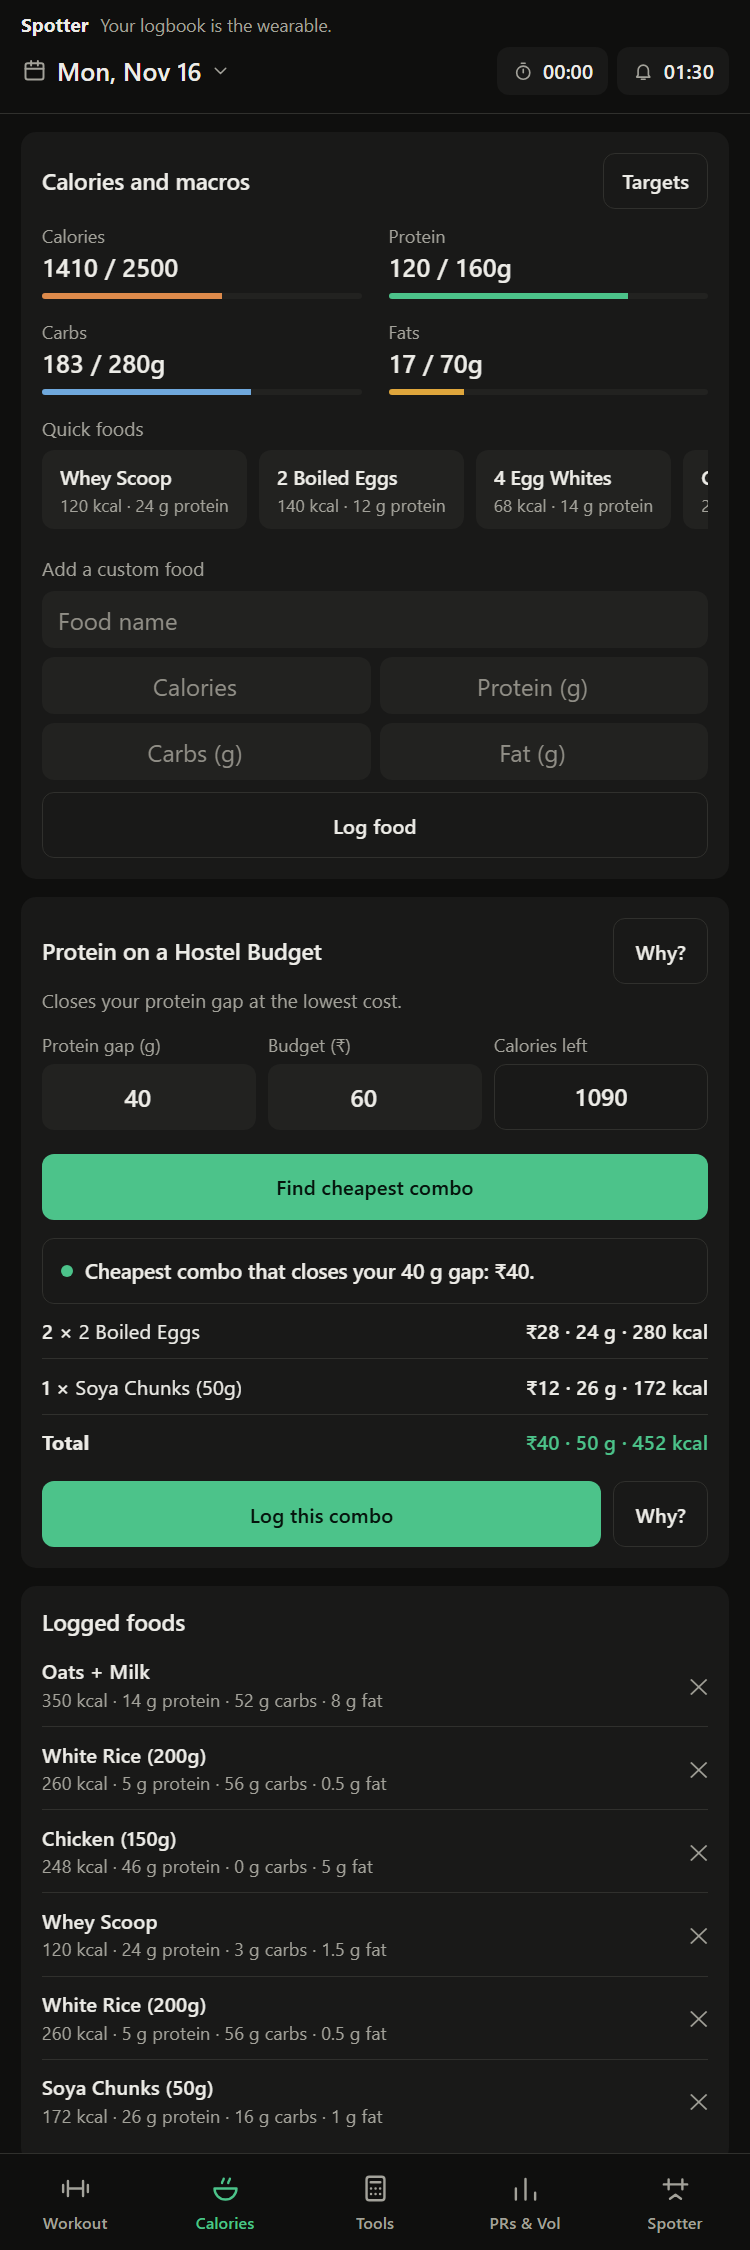 Spotter Your logbook is the wearable.
Mon, Nov 16
00:00
01:30
Calories and macros
Targets
Calories
1410 / 2500
Protein
120 / 160g
Carbs
183 / 280g
Fats
17 / 70g
Quick foods
Whey Scoop
120 kcal · 24 g protein
2 Boiled Eggs
140 kcal · 12 g protein
4 Egg Whites
68 kcal · 14 g protein
Add a custom food
Food name
Calories
Protein (g)
Carbs (g)
Fat (g)
Log food
Protein on a Hostel Budget
Why?
Closes your protein gap at the lowest cost.
Protein gap (g)
Budget (₹)
Calories left
40
60
1090
Find cheapest combo
Cheapest combo that closes your 40 g gap: ₹40.
2 × 2 Boiled Eggs
₹28 · 24 g · 280 kcal
1 × Soya Chunks (50g)
₹12 · 26 g · 172 kcal
Total
₹40 · 50 g · 452 kcal
Log this combo
Why?
Logged foods
Oats + Milk
350 kcal · 14 g protein · 52 g carbs · 8 g fat
White Rice (200g)
260 kcal · 5 g protein · 56 g carbs · 0.5 g fat
Chicken (150g)
248 kcal · 46 g protein · 0 g carbs · 5 g fat
Whey Scoop
120 kcal · 24 g protein · 3 g carbs · 1.5 g fat
White Rice (200g)
260 kcal · 5 g protein · 56 g carbs · 0.5 g fat
Soya Chunks (50g)
172 kcal · 26 g protein · 16 g carbs · 1 g fat
Workout
Calories
Tools
PRs & Vol
Spotter